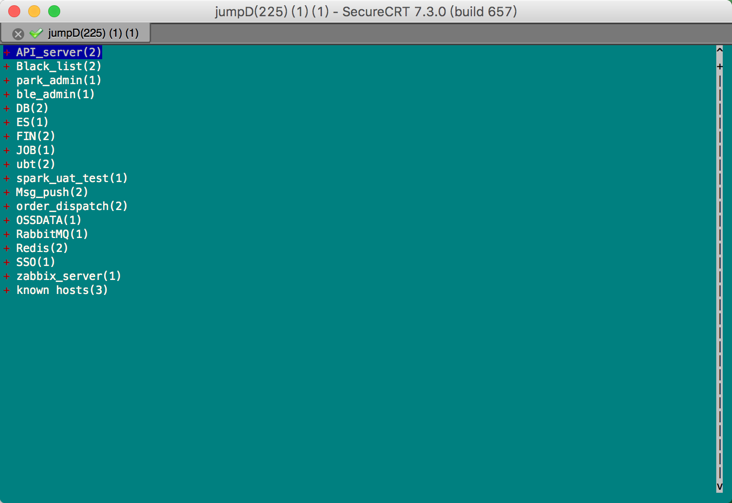 jumpD(225) (1) (1) - SecureCRT 7.3.0 (build 657)
jumpD(225) (1) (1)
+ API_server(2)
+ Black_list(2)
+ park_admin(1)
+ ble_admin(1)
+ DB(2)
+ ES(1)
+ FIN(2)
+ JOB(1)
+ ubt(2)
+ spark_uat_test(1)
+ Msg_push(2)
+ order_dispatch(2)
+ OSSDATA(1)
+ RabbitMQ(1)
+ Redis(2)
+ SSO(1)
+ zabbix_server(1)
+ known hosts(3)